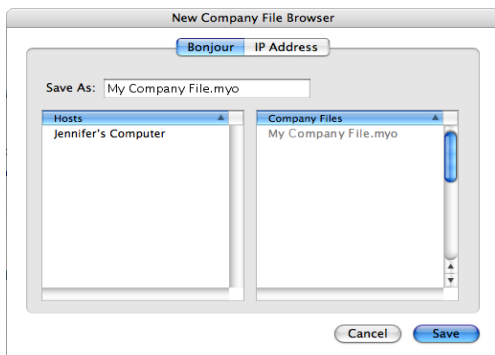 New Company File Browser
Bonjour IP Address
Save As: My Company File.myo
Hosts Company Files
Jennifer's Computer My Company File.myo
Cancel Save